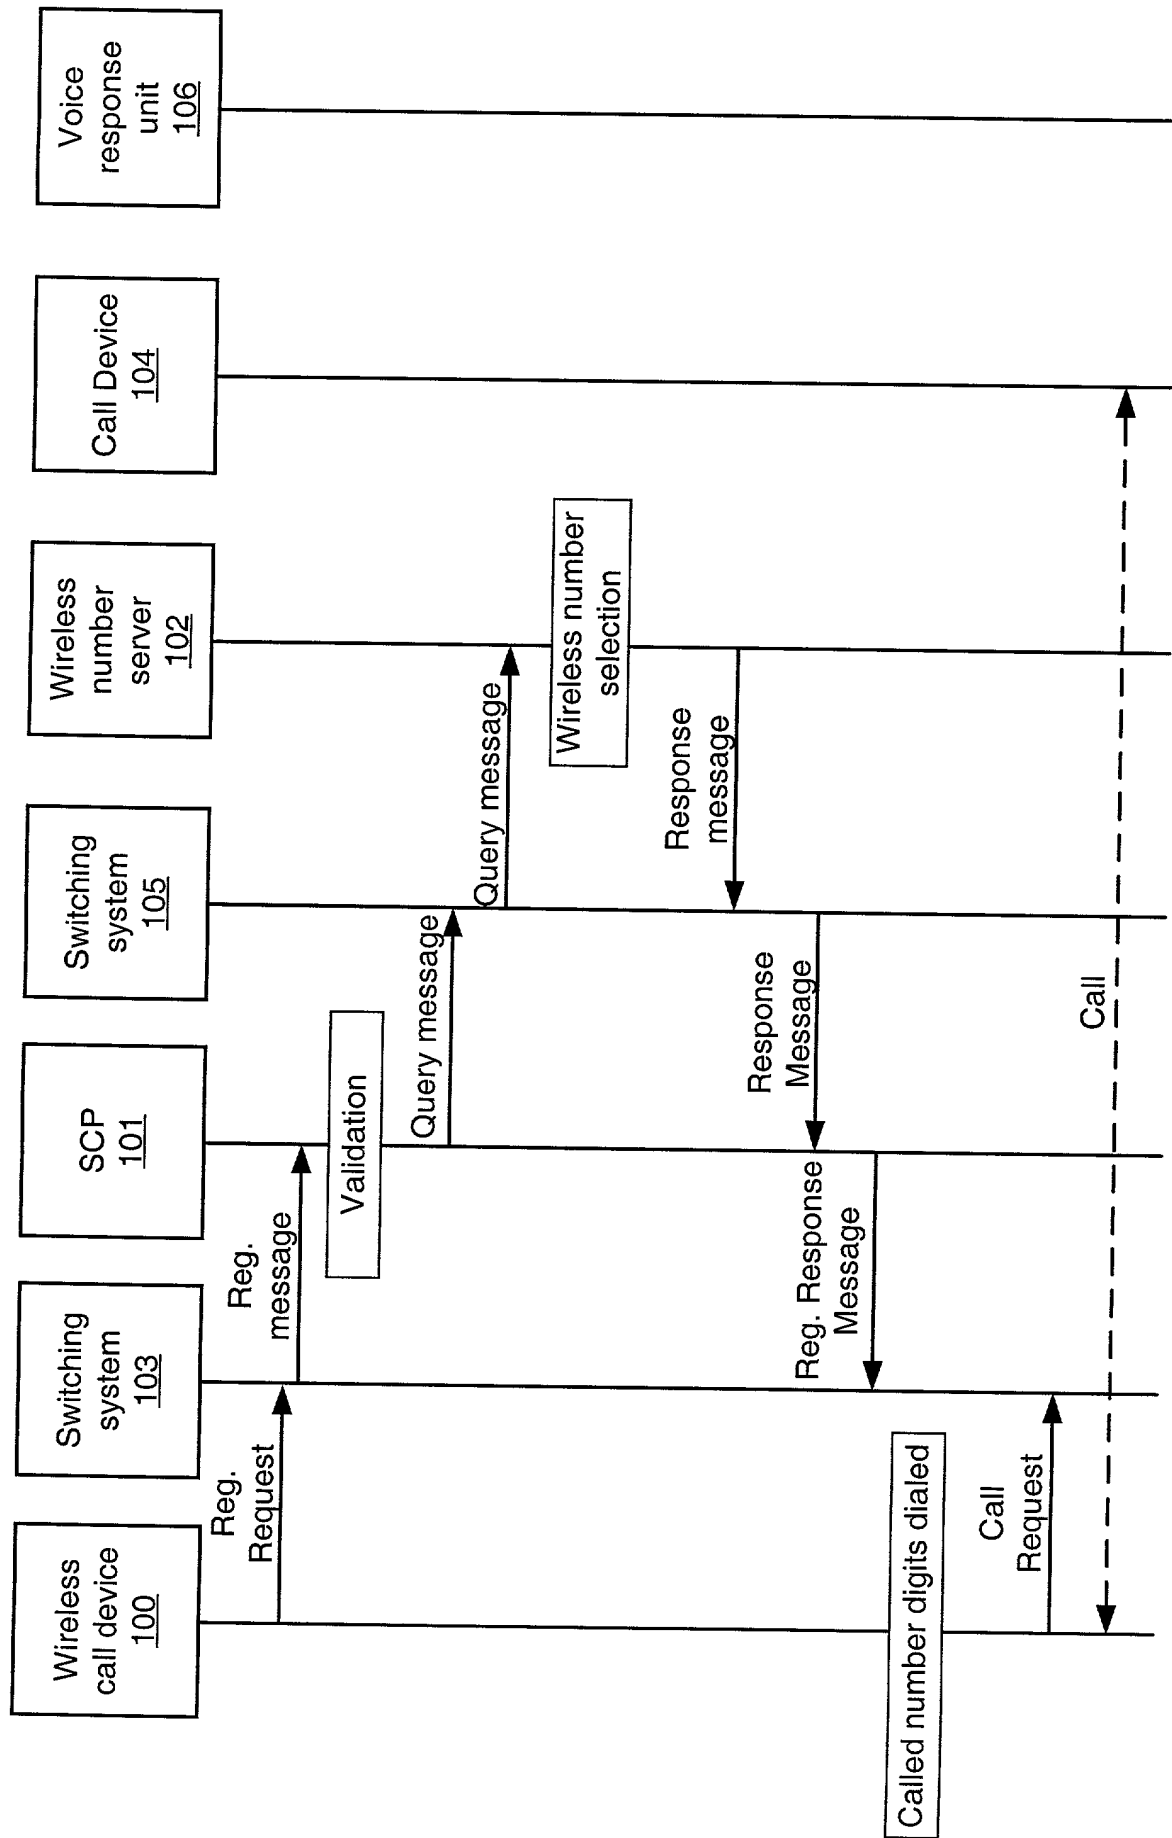 Wireless
call device
100
Switching
system
103
SCP
101
Switching
system
105
Wireless
number
server
102
Call Device
104
Voice
response
unit
106
Reg.
Request
Reg.
message
Validation
Query message
Query message
Wireless number
selection
Response
message
Response
Message
Reg. Response
Message
Called number digits dialed
Call
Request
Call